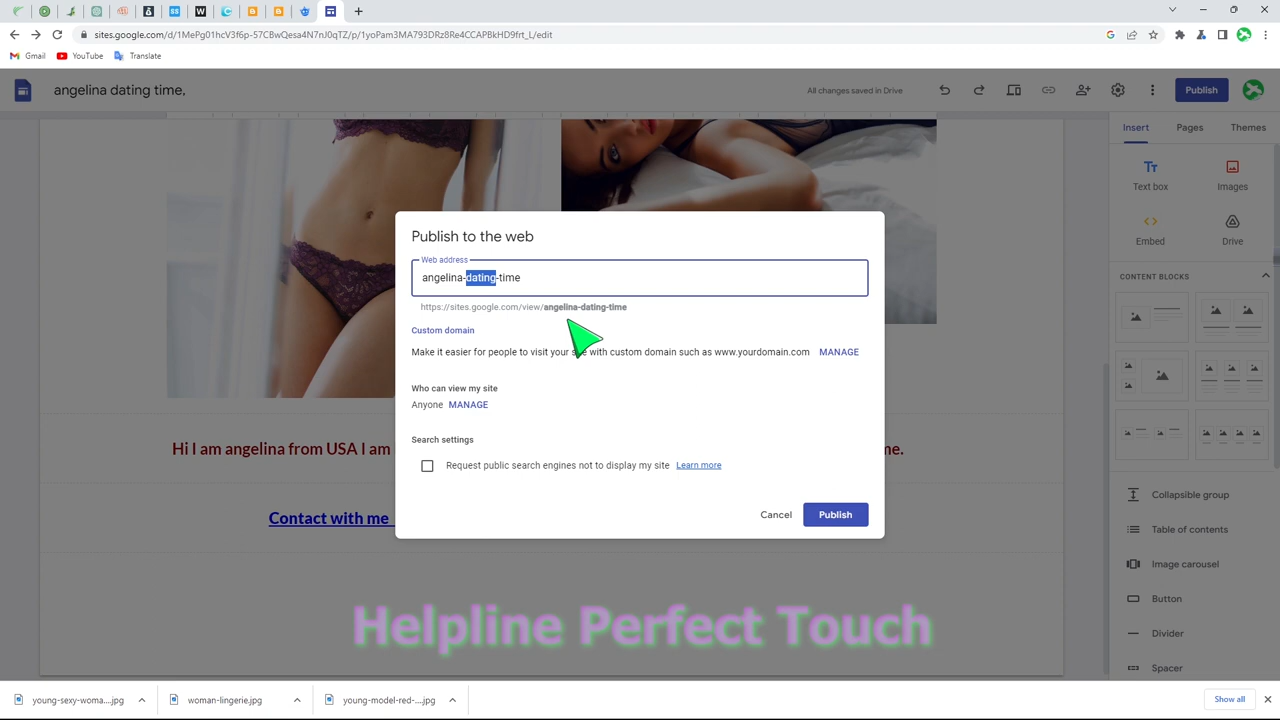 sites.google.com/d/1MePg01hcV3f6p-57CBwQesa4N7nJ0qTZ/p/1yoPam3MA793DRz8Re4CCAPBkHD9frt_L/edit
Gmail YouTube Translate
angelina dating time,
All changes saved in Drive
Publish
Insert Pages Themes
Text box Images
Embed Drive
CONTENT BLOCKS
Collapsible group
Table of contents
Image carousel
Button
Divider
Spacer
Publish to the web
Web address
angelina-dating-time
https://sites.google.com/view/angelina-dating-time
Custom domain
Make it easier for people to visit your site with custom domain such as www.yourdomain.com MANAGE
Who can view my site
Anyone MANAGE
Search settings
Request public search engines not to display my site Learn more
Cancel Publish
Hi I am angelina from USA I am
me.
Contact with me
Helpline Perfect Touch
young-sexy-woma....jpg woman-lingerie.jpg young-model-red-....jpg Show all